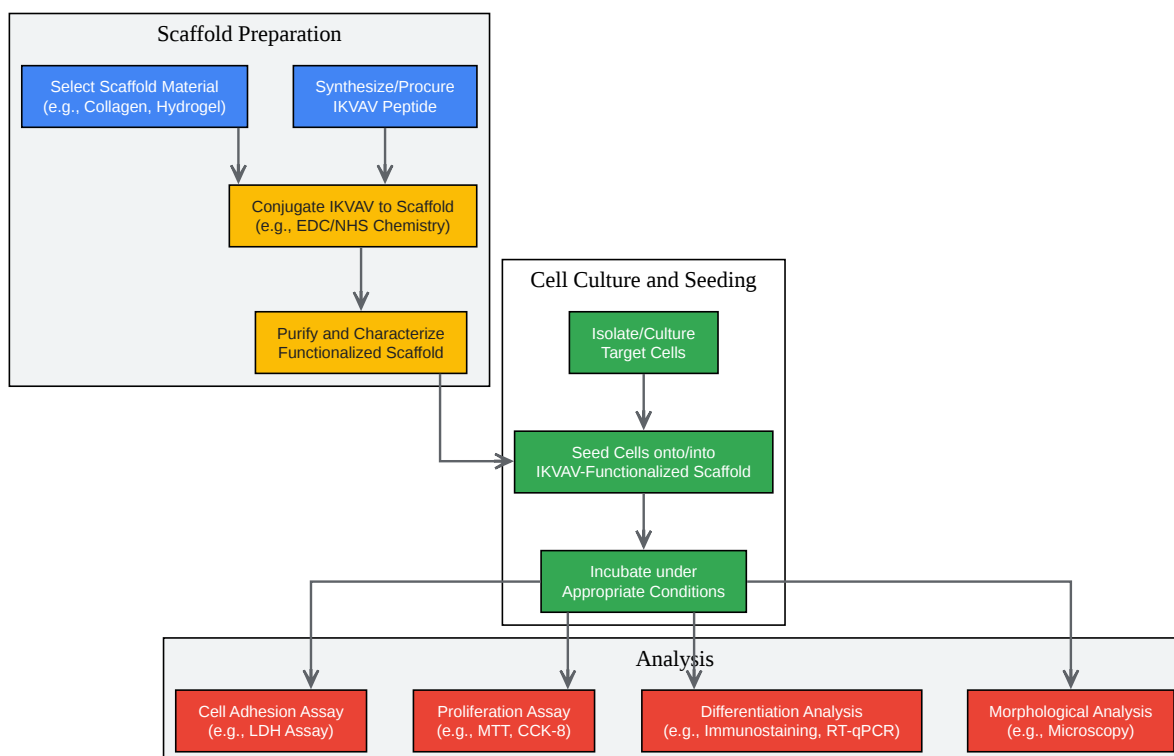 Scaffold Preparation
Select Scaffold Material
(e.g., Collagen, Hydrogel)
Synthesize/Procure
IKVAV Peptide
Conjugate IKVAV to Scaffold
(e.g., EDC/NHS Chemistry)
Purify and Characterize
Functionalized Scaffold
Cell Culture and Seeding
Isolate/Culture
Target Cells
Seed Cells onto/into
IKVAV-Functionalized Scaffold
Incubate under
Appropriate Conditions
Analysis
Cell Adhesion Assay
(e.g., LDH Assay)
Proliferation Assay
(e.g., MTT, CCK-8)
Differentiation Analysis
(e.g., Immunostaining, RT-qPCR)
Morphological Analysis
(e.g., Microscopy)